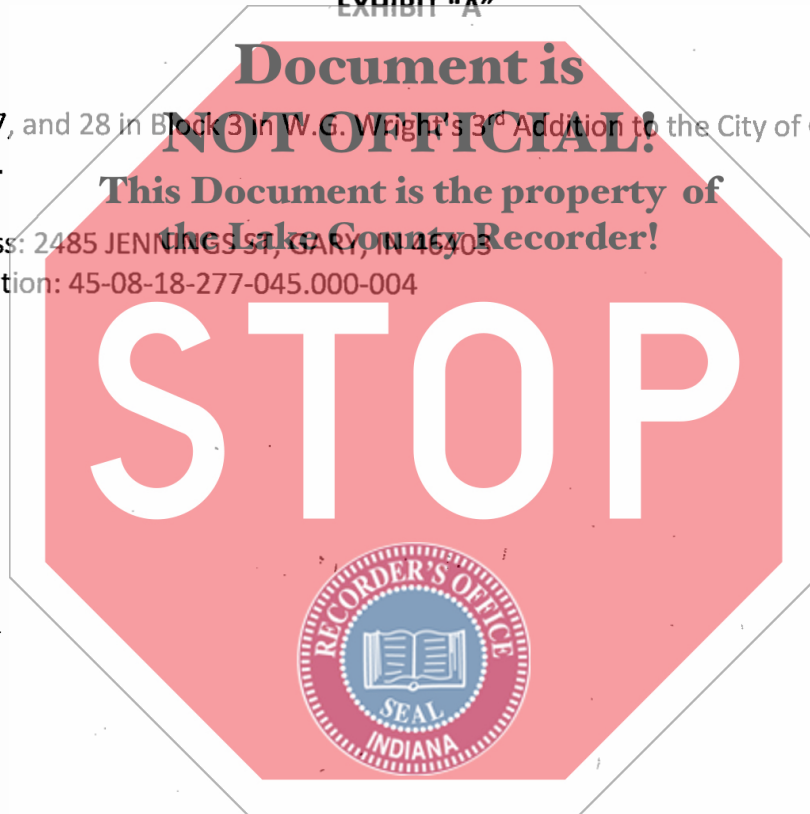 EXHIBIT "A"
Document is
7, and 28 in Block 3 in W.G. Wright's 3rd Addition to the City of
NOT OFFICIAL!
This Document is the property of
the Lake County Recorder!
ss: 2485 JENNINGS ST, GARY, IN 46403
tion: 45-08-18-277-045.000-004
STOP
RECORDER'S OFFICE
SEAL
INDIANA